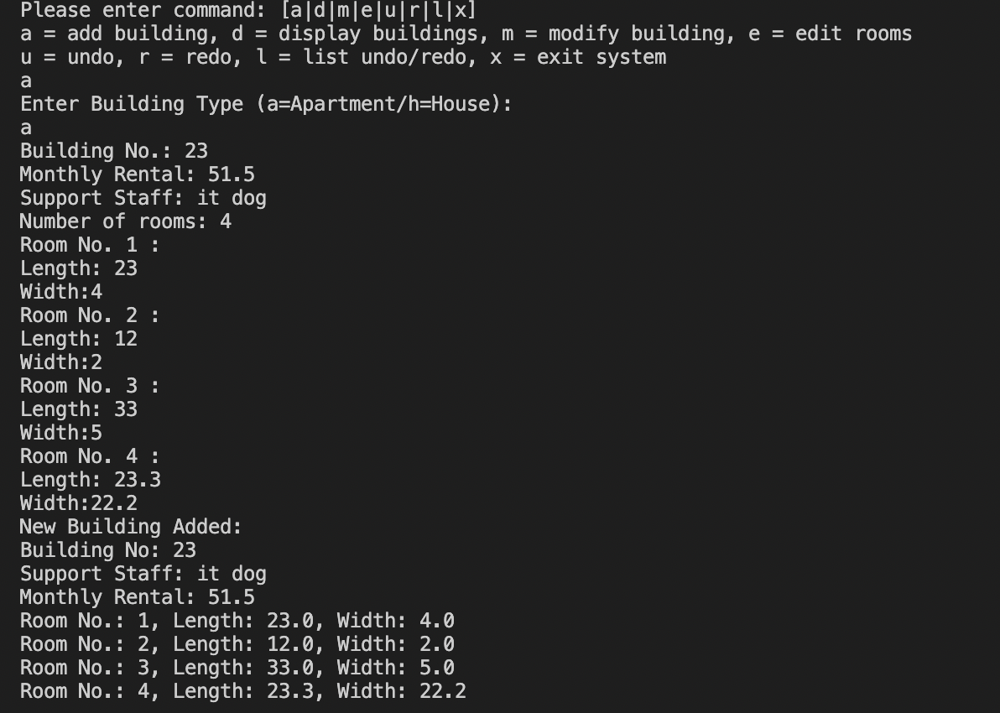 Please enter command: [a|d|m|e|u|r|l|x]
a = add building, d = display buildings, m = modify building, e = edit rooms
u = undo, r = redo, l = list undo/redo, x = exit system
a
Enter Building Type (a=Apartment/h=House):
a
Building No.: 23
Monthly Rental: 51.5
Support Staff: it dog
Number of rooms: 4
Room No. 1 :
Length: 23
Width:4
Room No. 2 :
Length: 12
Width:2
Room No. 3 :
Length: 33
Width:5
Room No. 4 :
Length: 23.3
Width:22.2
New Building Added:
Building No: 23
Support Staff: it dog
Monthly Rental: 51.5
Room No.: 1, Length: 23.0, Width: 4.0
Room No.: 2, Length: 12.0, Width: 2.0
Room No.: 3, Length: 33.0, Width: 5.0
Room No.: 4, Length: 23.3, Width: 22.2